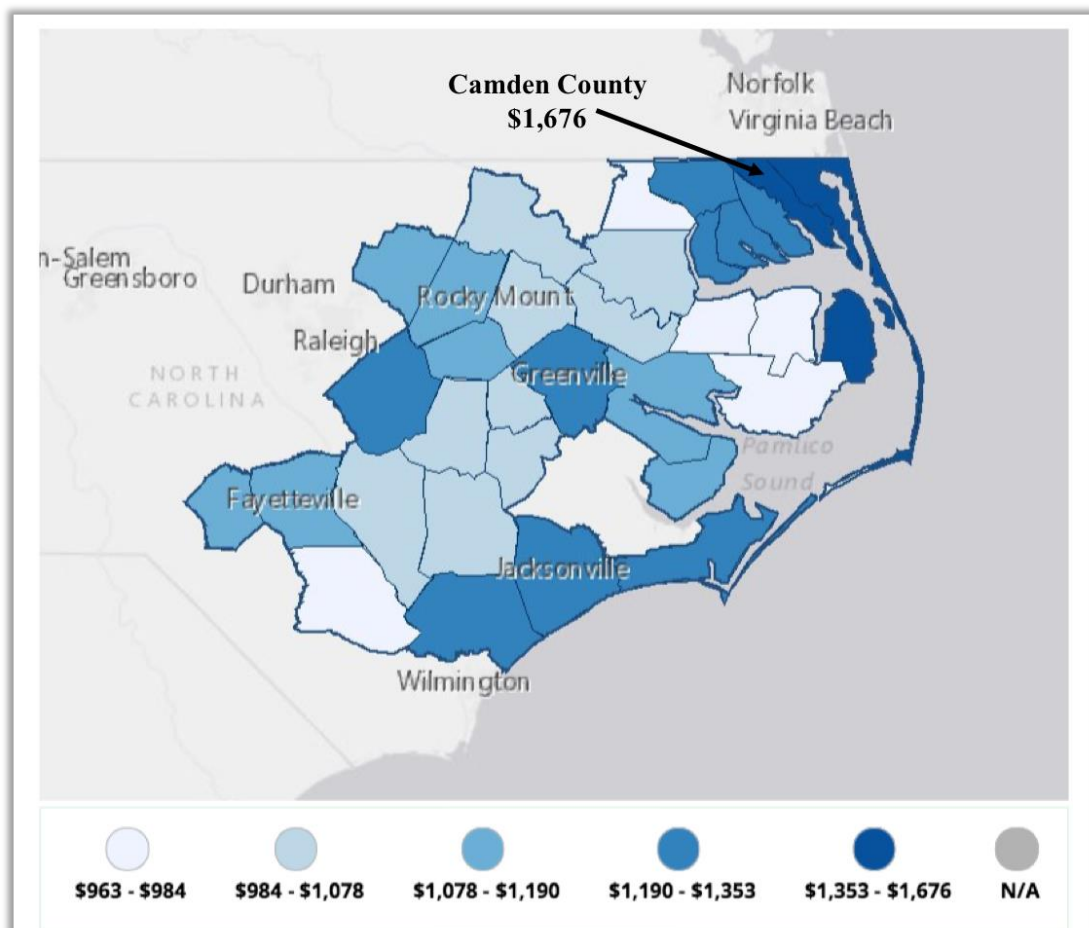 Camden County
$1,676
Norfolk
Virginia Beach
n-Salem
Greensboro
Durham
Rocky Mount
Raleigh
NORTH
CAROLINA
Greenville
Pamlico
Sound
Fayetteville
Jacksonville
Wilmington
$963 - $984
$984 - $1,078
$1,078 - $1,190
$1,190 - $1,353
$1,353 - $1,676
N/A